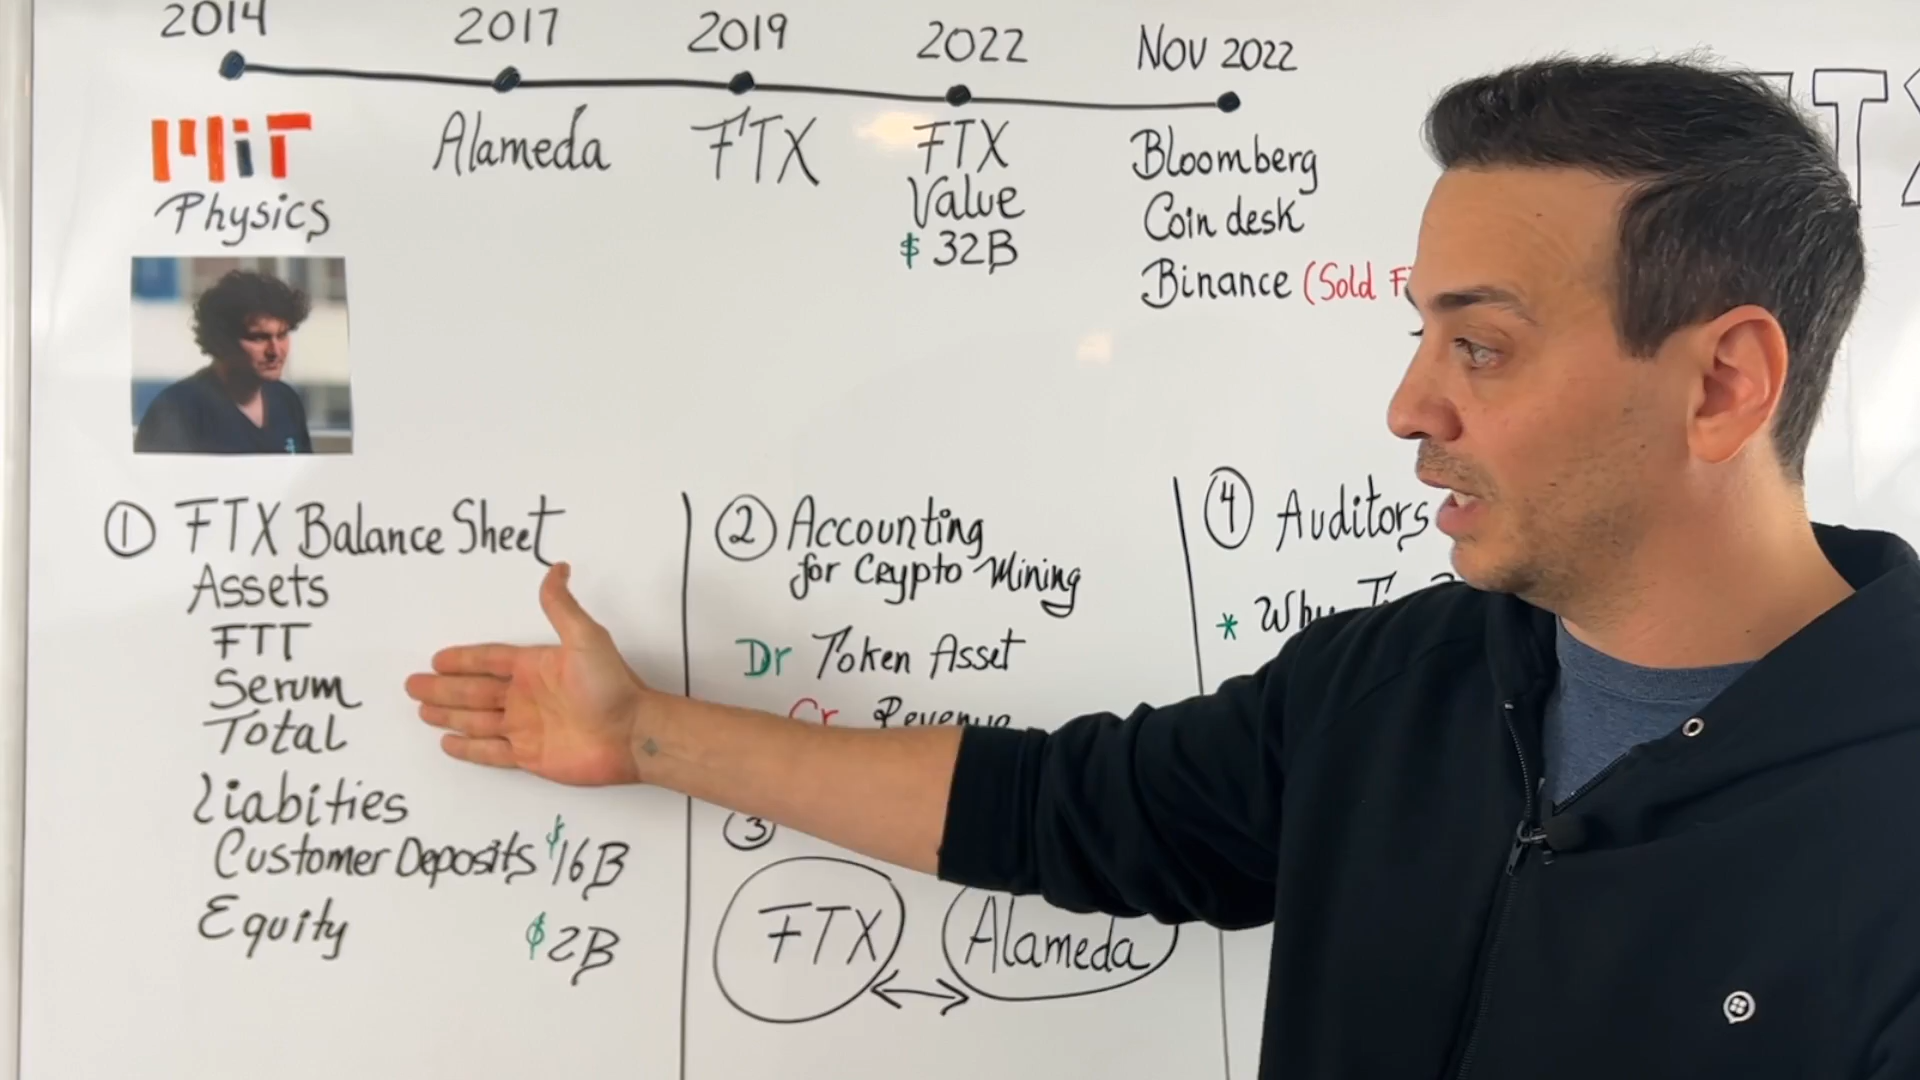 2014
2017
2019
2022
NOV 2022
MiT
Physics
Alameda
FTX
FTX
Value
$ 32B
Bloomberg
Coin desk
Binance (Sold
① FTX Balance Sheet
Assets
FTT
Serum
Total
Liabities
Customer Deposits $16B
Equity $2B
② Accounting
for Crypto Mining
Dr Token Asset
Cr Revenue
③
FTX
Alameda
④ Auditors
* Why